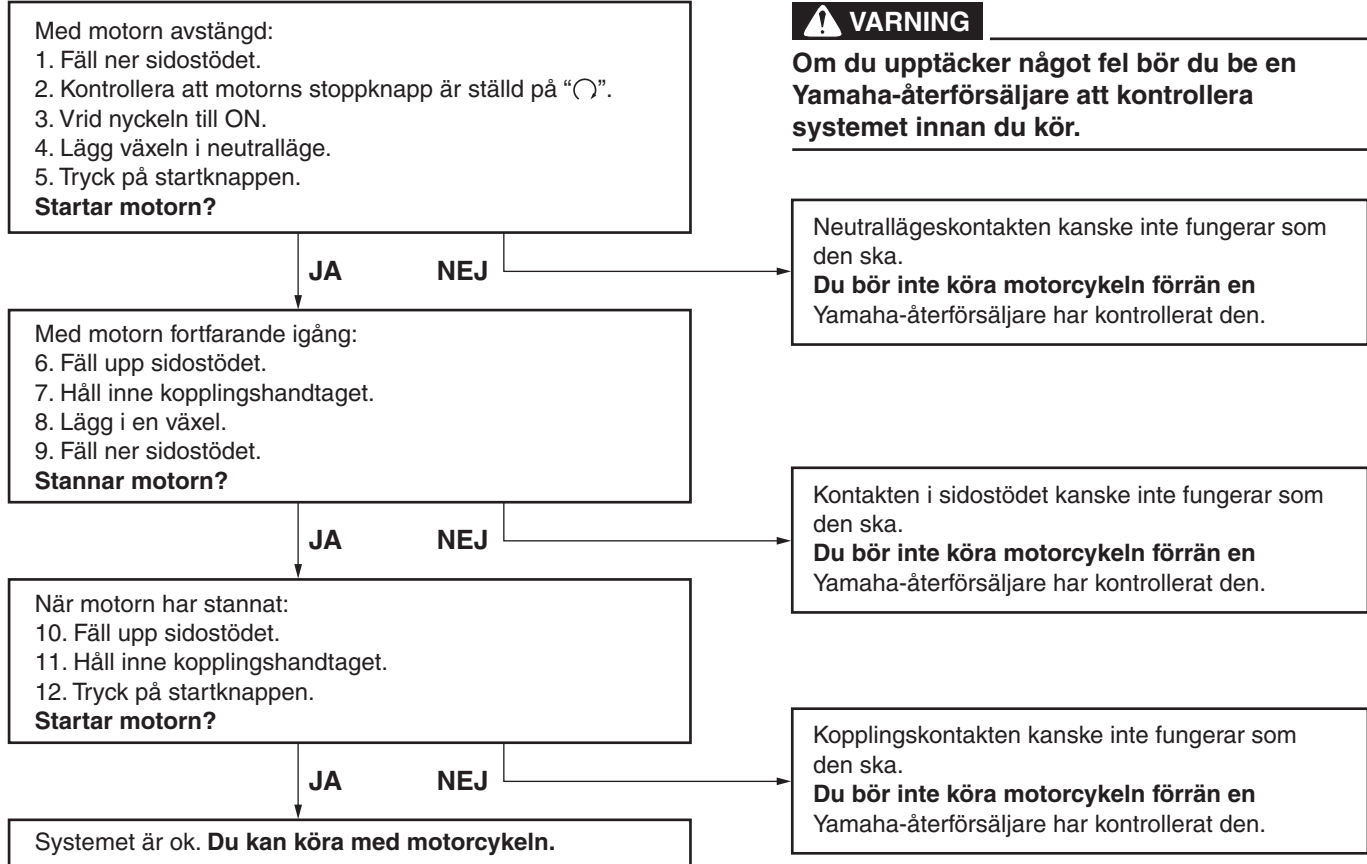 Med motorn avstängd:
1. Fäll ner sidostödet.
2. Kontrollera att motorns stoppknapp är ställd på “○”.
3. Vrid nyckeln till ON.
4. Lägg växeln i neutralläge.
5. Tryck på startknappen.
Startar motorn?
VARNING
Om du upptäcker något fel bör du be en
Yamaha-återförsäljare att kontrollera
systemet innan du kör.
JA NEJ
Neutrallägeskontakten kanske inte fungerar som
den ska.
Du bör inte köra motorcykeln förrän en
Yamaha-återförsäljare har kontrollerat den.
Med motorn fortfarande igång:
6. Fäll upp sidostödet.
7. Håll inne kopplingshandtaget.
8. Lägg i en växel.
9. Fäll ner sidostödet.
Stannar motorn?
JA NEJ
Kontakten i sidostödet kanske inte fungerar som
den ska.
Du bör inte köra motorcykeln förrän en
Yamaha-återförsäljare har kontrollerat den.
När motorn har stannat:
10. Fäll upp sidostödet.
11. Håll inne kopplingshandtaget.
12. Tryck på startknappen.
Startar motorn?
JA NEJ
Kopplingskontakten kanske inte fungerar som
den ska.
Du bör inte köra motorcykeln förrän en
Yamaha-återförsäljare har kontrollerat den.
Systemet är ok. Du kan köra med motorcykeln.